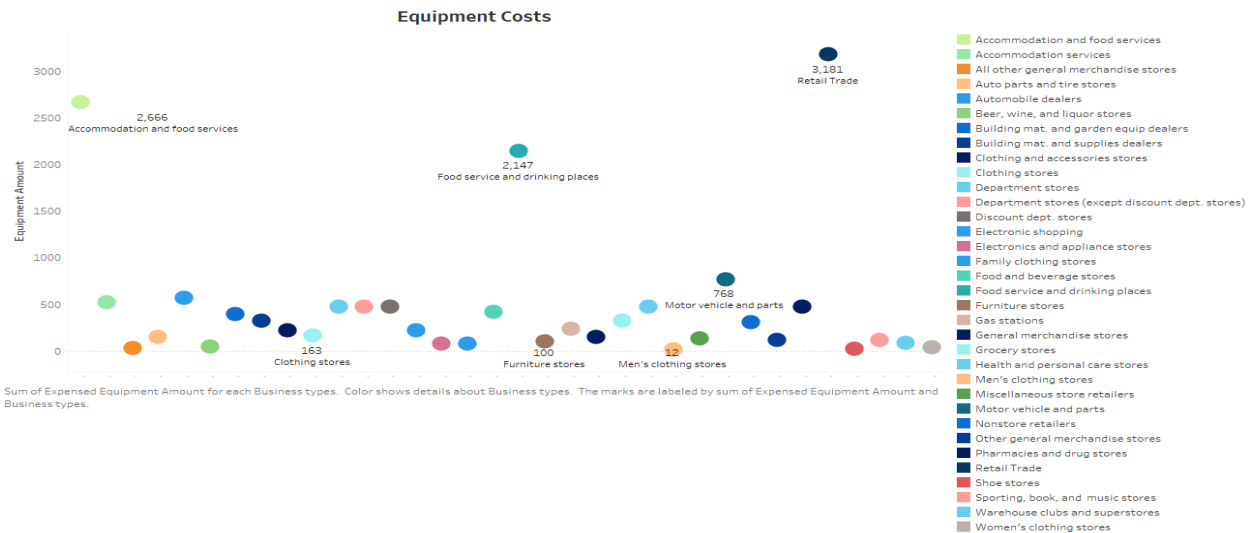 Equipment Costs
Equipment Amount
3000
2500
2000
1500
1000
500
0
2,666
Accommodation and food services
3,181
Retail Trade
2,147
Food service and drinking places
768
Motor vehicle and parts
163
Clothing stores
100
Furniture stores
12
Men's clothing stores
Sum of Expensed Equipment Amount for each Business types.  Color shows details about Business types.  The marks are labeled by sum of Expensed Equipment Amount and
Business types.
Accommodation and food services
Accommodation services
All other general merchandise stores
Auto parts and tire stores
Automobile dealers
Beer, wine, and liquor stores
Building mat. and garden equip dealers
Building mat. and supplies dealers
Clothing and accessories stores
Clothing stores
Department stores
Department stores (except discount dept. stores)
Discount dept. stores
Electronic shopping
Electronics and appliance stores
Family clothing stores
Food and beverage stores
Food service and drinking places
Furniture stores
Gas stations
General merchandise stores
Grocery stores
Health and personal care stores
Men's clothing stores
Miscellaneous store retailers
Motor vehicle and parts
Nonstore retailers
Other general merchandise stores
Pharmacies and drug stores
Retail Trade
Shoe stores
Sporting, book, and  music stores
Warehouse clubs and superstores
Women's clothing stores